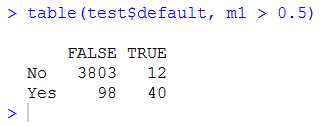 > table(test$default, m1 > 0.5)
FALSE TRUE
No 3803 12
Yes 98 40
>